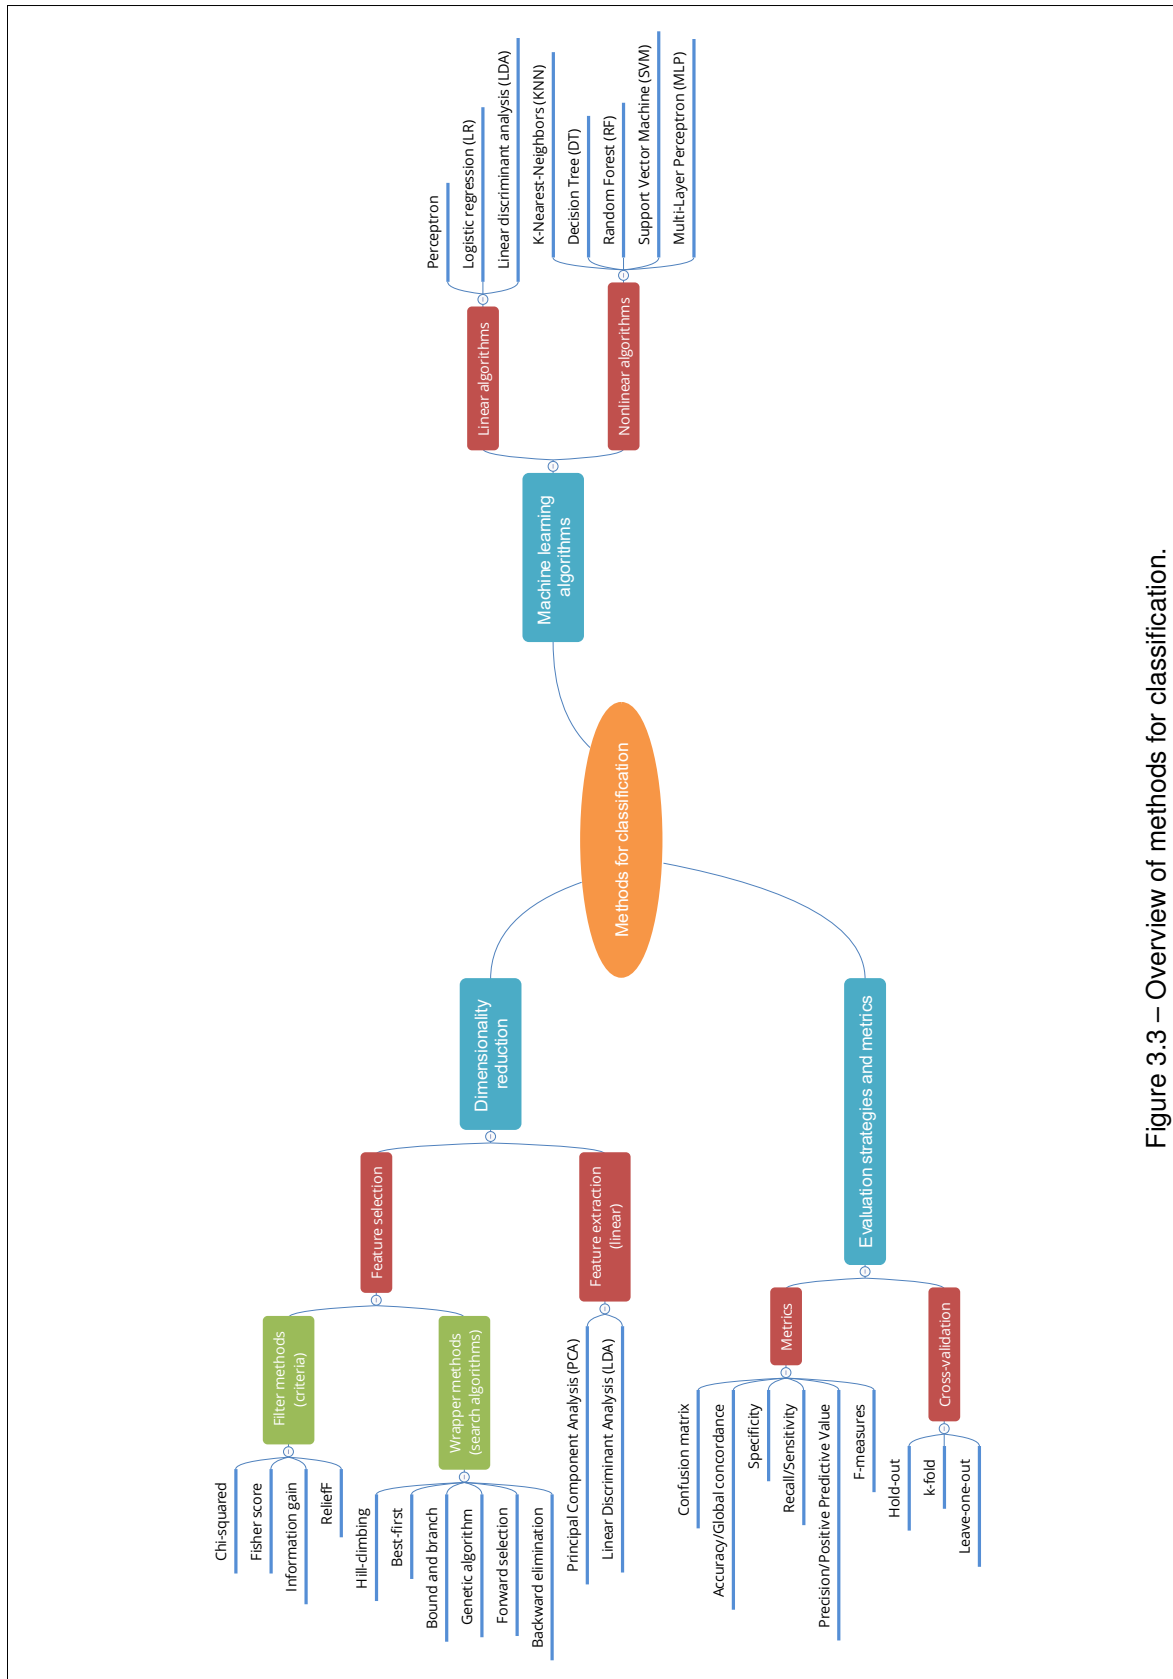 Methods for classification
Dimensionality
reduction
Feature selection
Filter methods
(criteria)
Chi-squared
Fisher score
Information gain
ReliefF
Wrapper methods
(search algorithms)
Hill-climbing
Best-first
Bound and branch
Genetic algorithm
Forward selection
Backward elimination
Feature extraction
(linear)
Principal Component Analysis (PCA)
Linear Discriminant Analysis (LDA)
Evaluation strategies and metrics
Metrics
Confusion matrix
Accuracy/Global concordance
Specificity
Recall/Sensitivity
Precision/Positive Predictive Value
F-measures
Cross-validation
Hold-out
k-fold
Leave-one-out
Machine learning
algorithms
Linear algorithms
Perceptron
Logistic regression (LR)
Linear discriminant analysis (LDA)
Nonlinear algorithms
K-Nearest-Neighbors (KNN)
Decision Tree (DT)
Random Forest (RF)
Support Vector Machine (SVM)
Multi-Layer Perceptron (MLP)
Figure 3.3 – Overview of methods for classification.